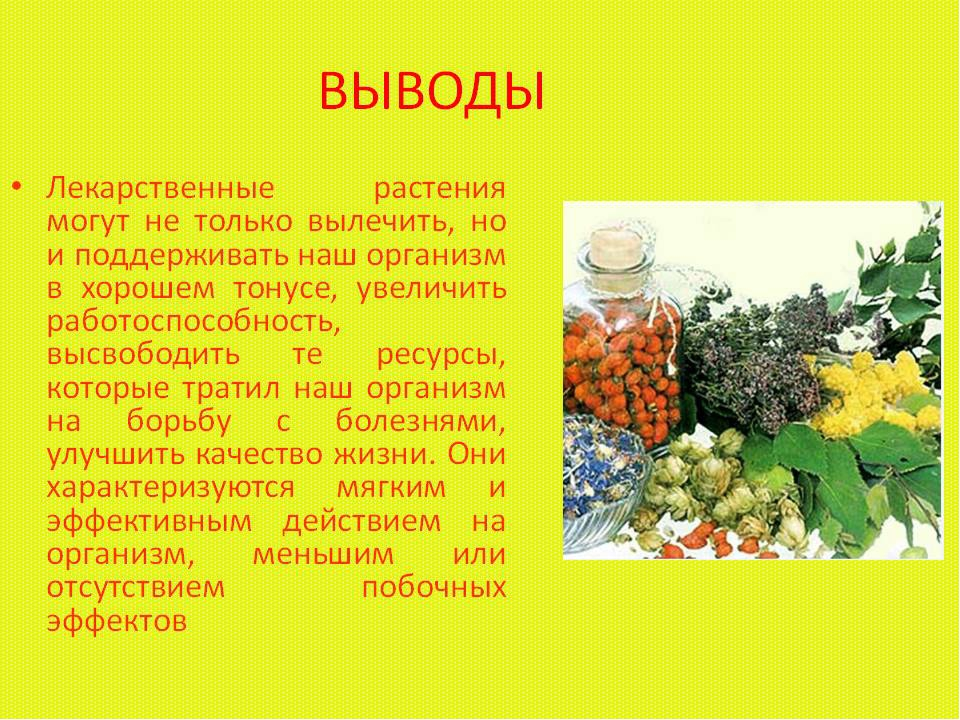 ВЫВОДЫ
• Лекарственные растения
могут не только вылечить, но
и поддерживать наш организм
в хорошем тонусе, увеличить
работоспособность,
высвободить те ресурсы,
которые тратил наш организм
на борьбу с болезнями,
улучшить качество жизни. Они
характеризуются мягким и
эффективным действием на
организм, меньшим или
отсутствием побочных
эффектов